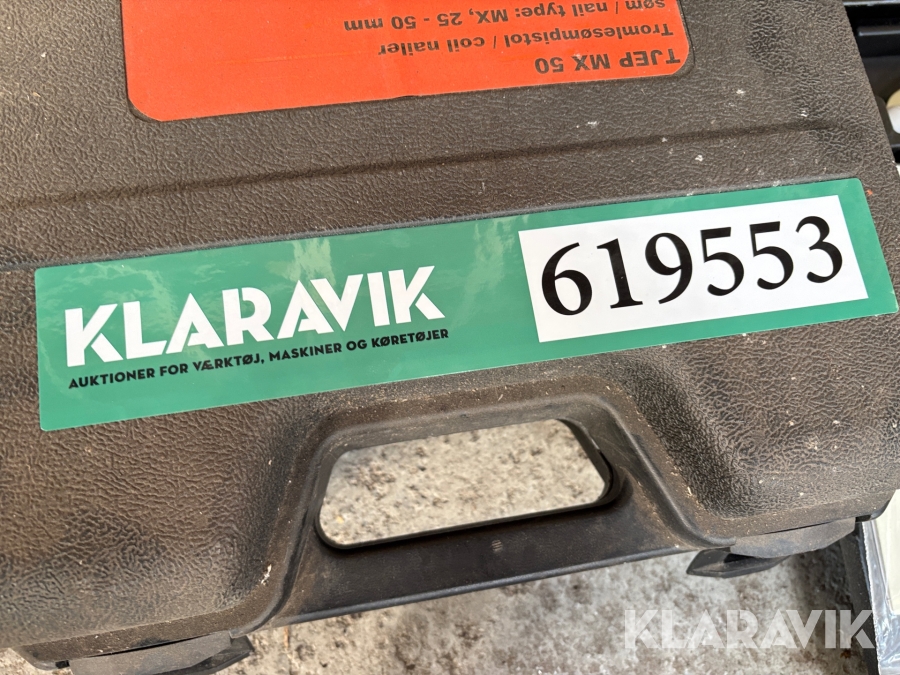 TJEP MX 50
Tromlesømpistol / coil nailer
søm / nail type: MX, 25 - 50 mm
KLARAVIK
AUKTIONER FOR VÆRKTØJ, MASKINER OG KØRETØJER
619553
KLARAVIK